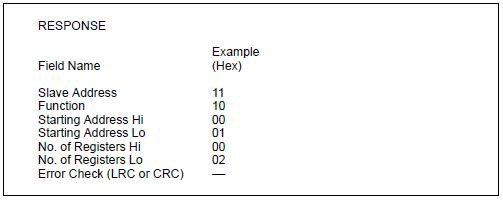 RESPONSE
Example
Field Name (Hex)
Slave Address 11
Function 10
Starting Address Hi 00
Starting Address Lo 01
No. of Registers Hi 00
No. of Registers Lo 02
Error Check (LRC or CRC) —